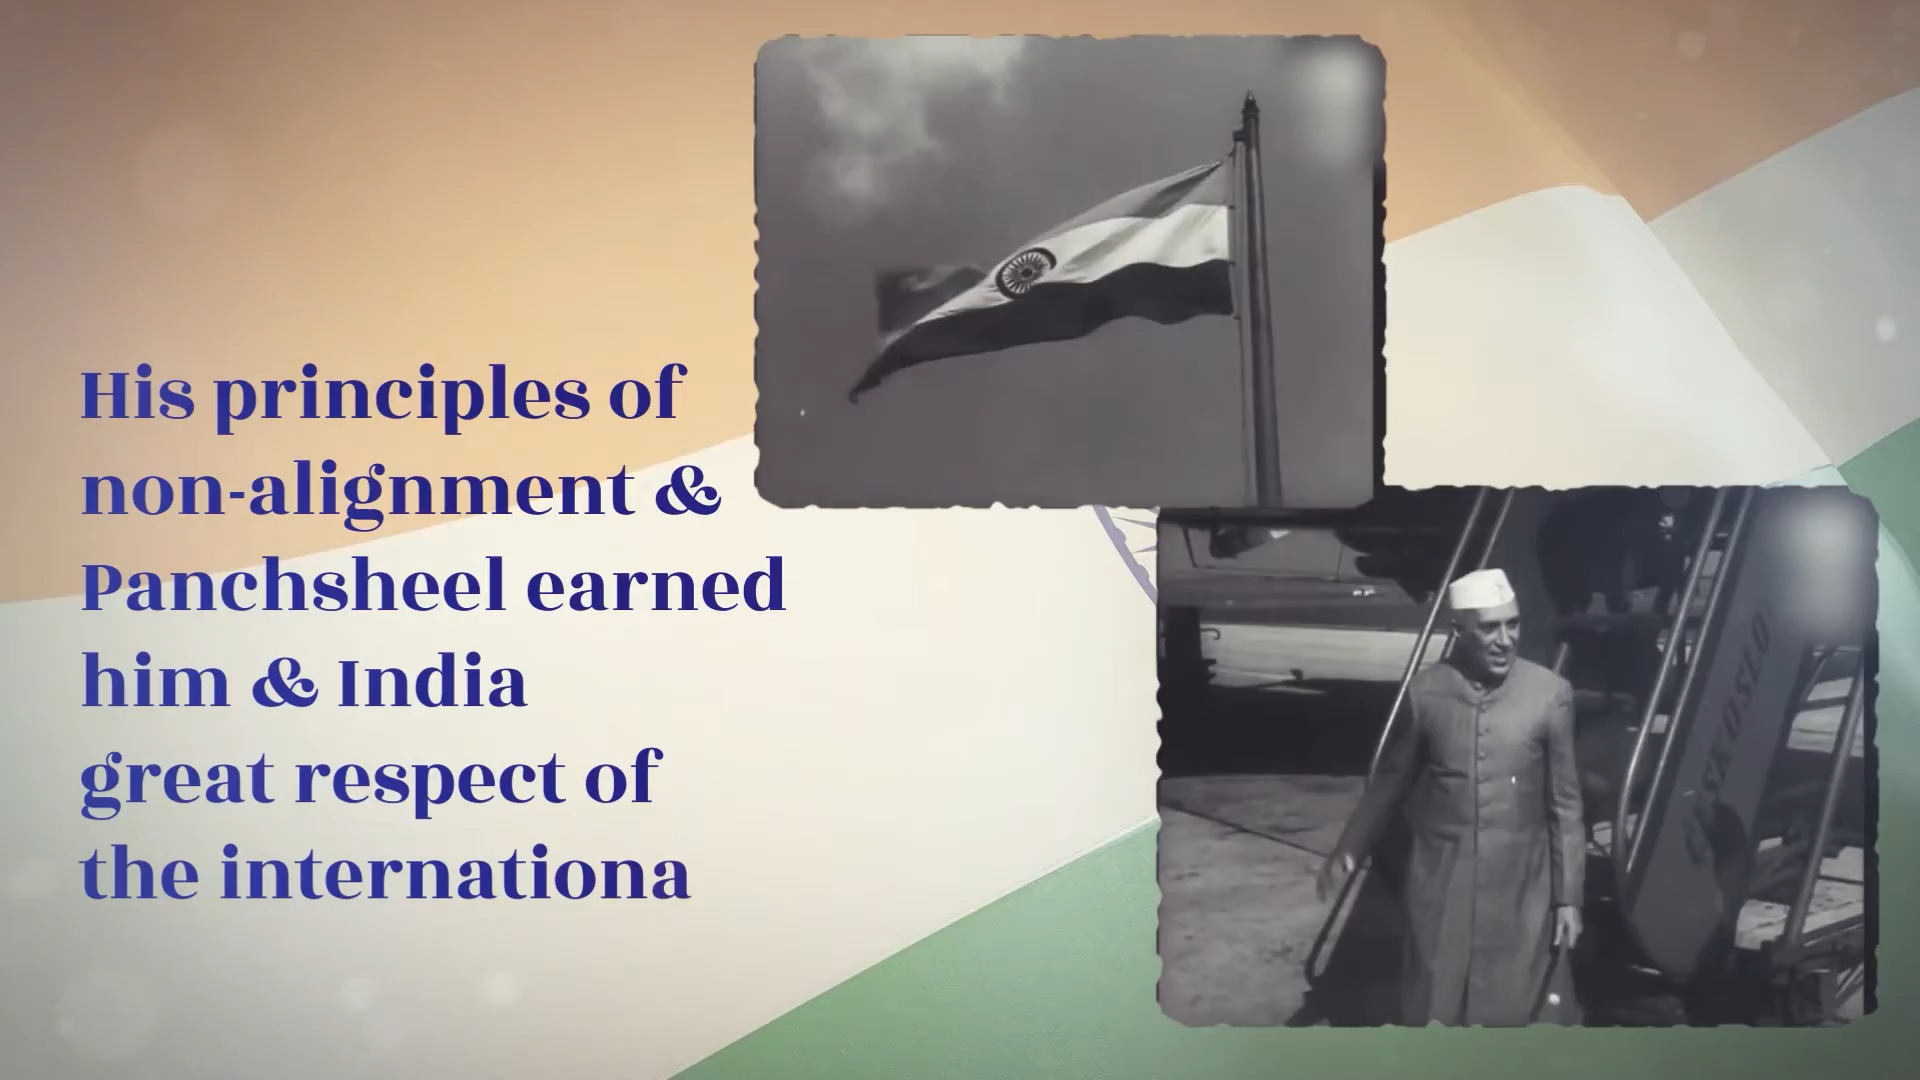 His principles of
non-alignment &
Panchsheel earned
him & India
great respect of
the internationa